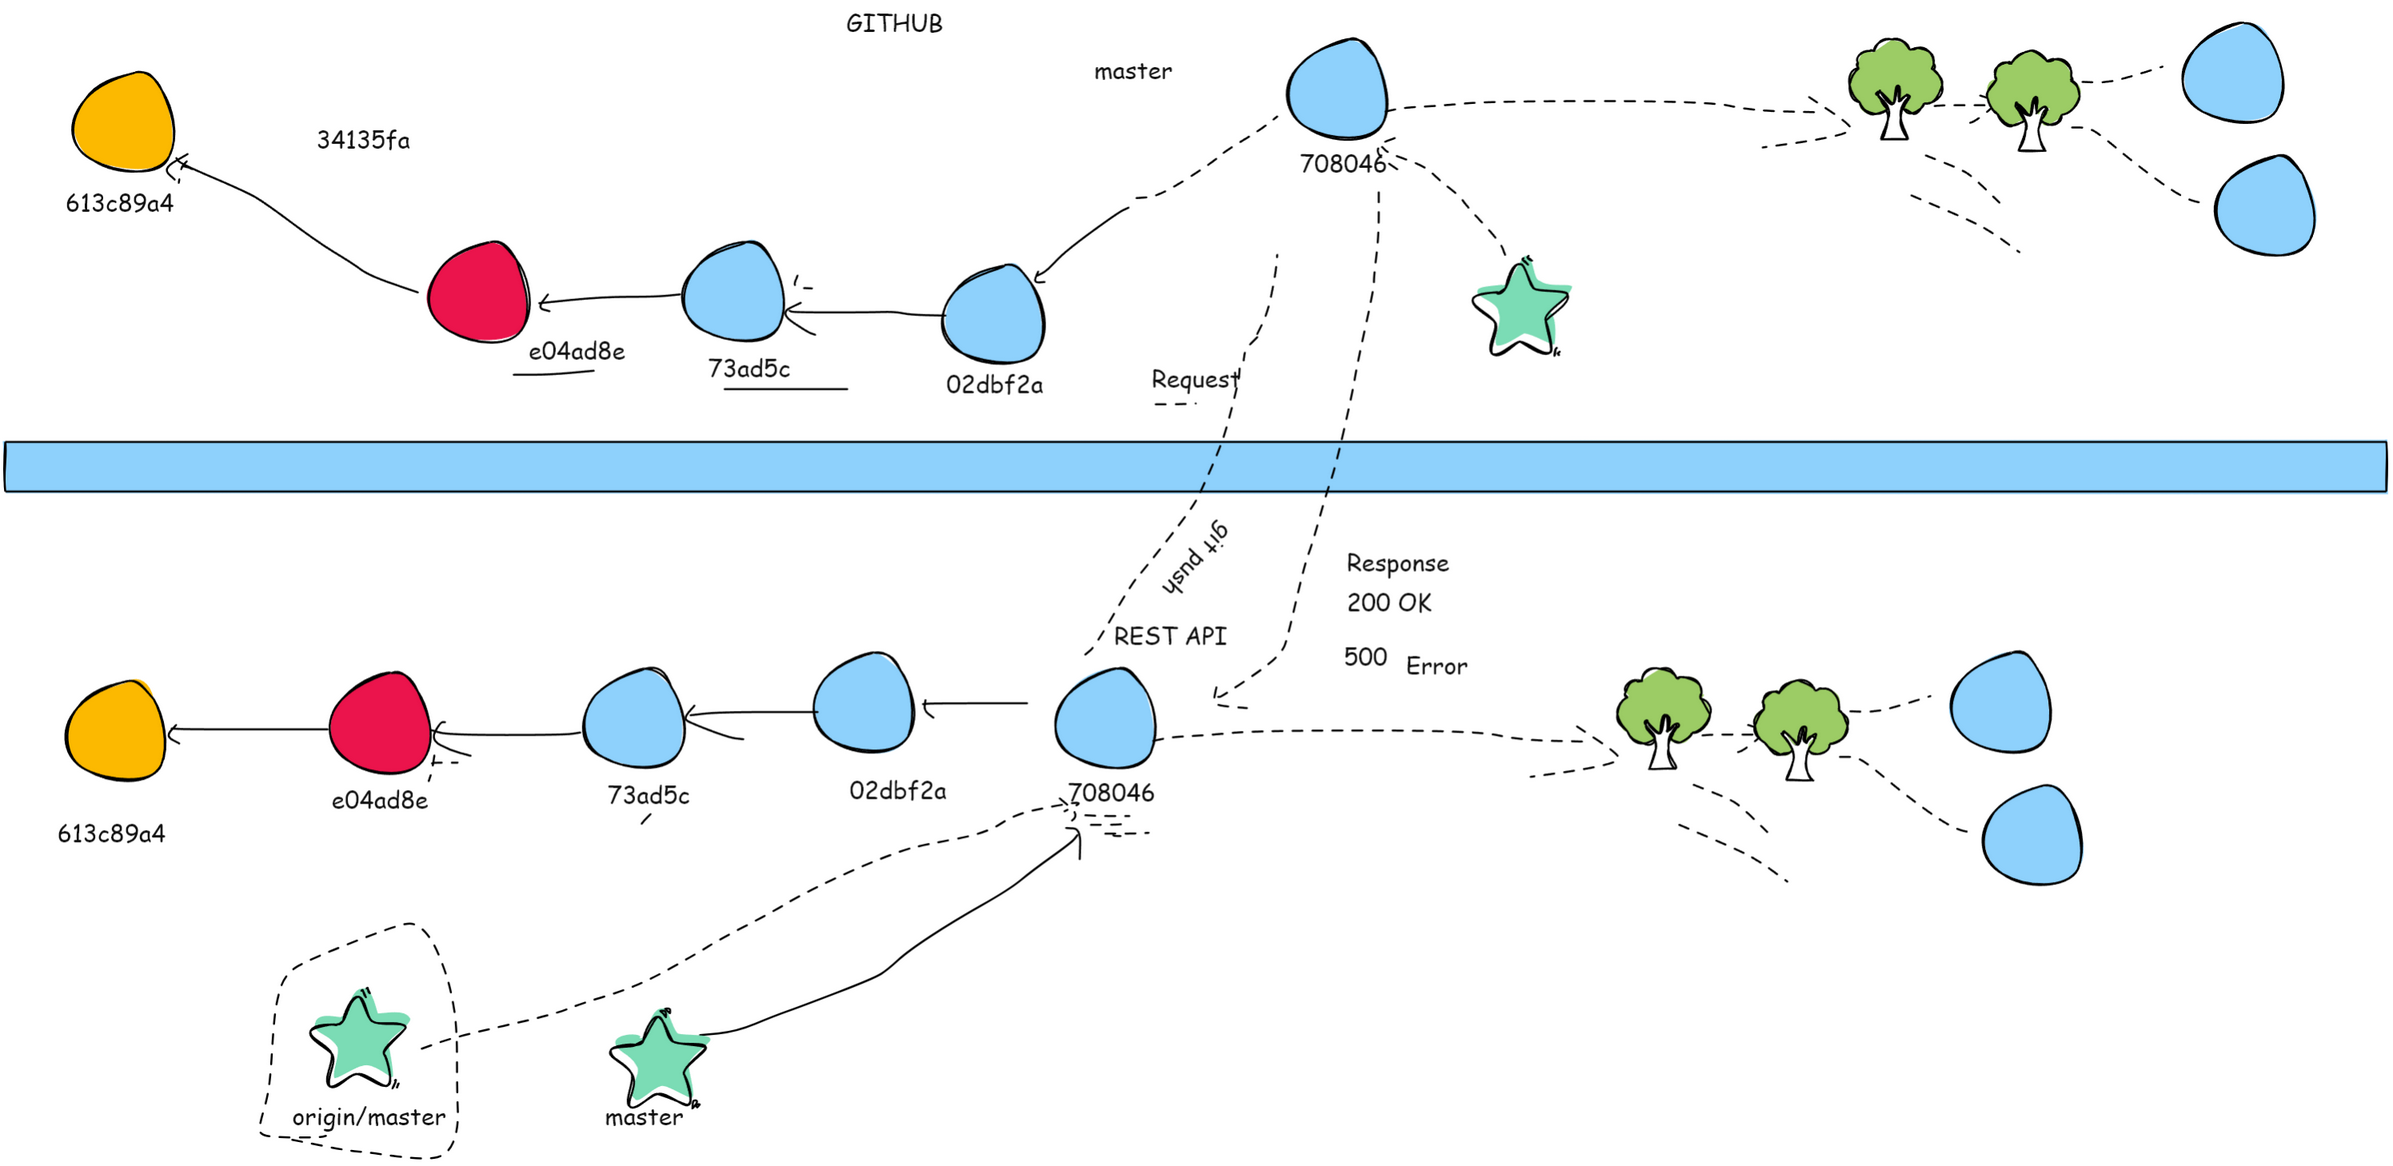 GITHUB
master
34135fa
708046
613c89a4
e04ad8e
73ad5c
02dbf2a
Request
git push
Response
200 OK
REST API
500 Error
708046
02dbf2a
73ad5c
e04ad8e
613c89a4
origin/master
master